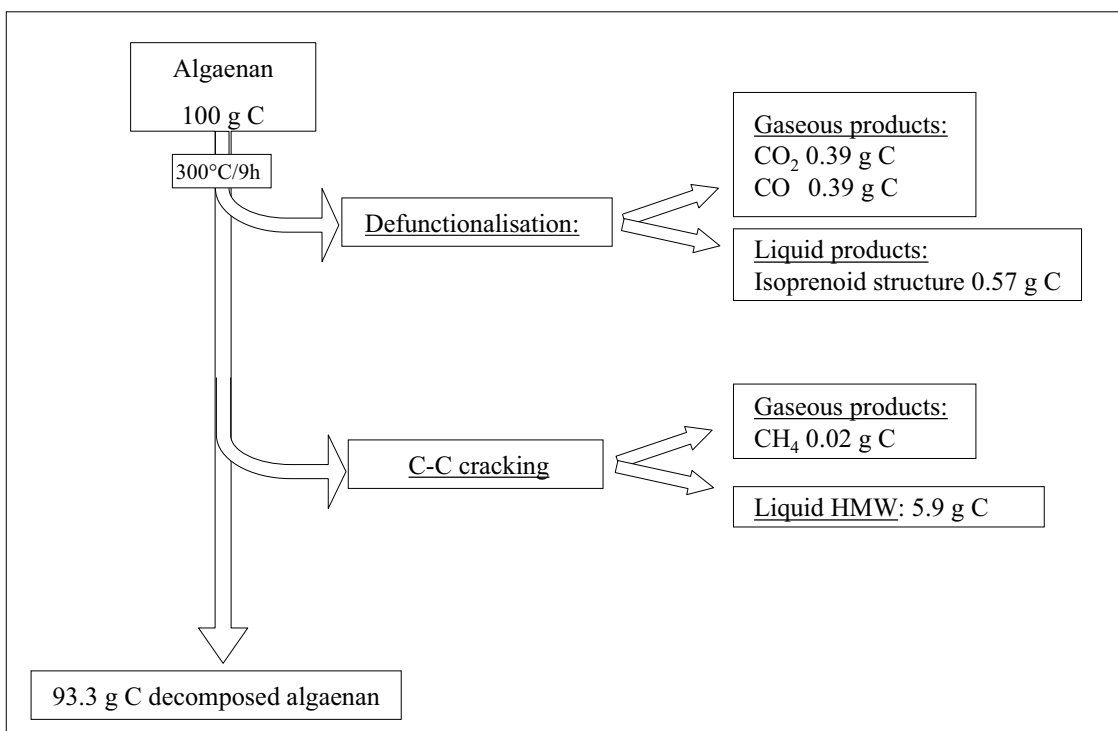 Algaenan
100 g C
300°C/9h
Defunctionalisation:
Gaseous products:
CO₂ 0.39 g C
CO 0.39 g C
Liquid products:
Isoprenoid structure 0.57 g C
C-C cracking
Gaseous products:
CH₄ 0.02 g C
Liquid HMW: 5.9 g C
93.3 g C decomposed algaenan